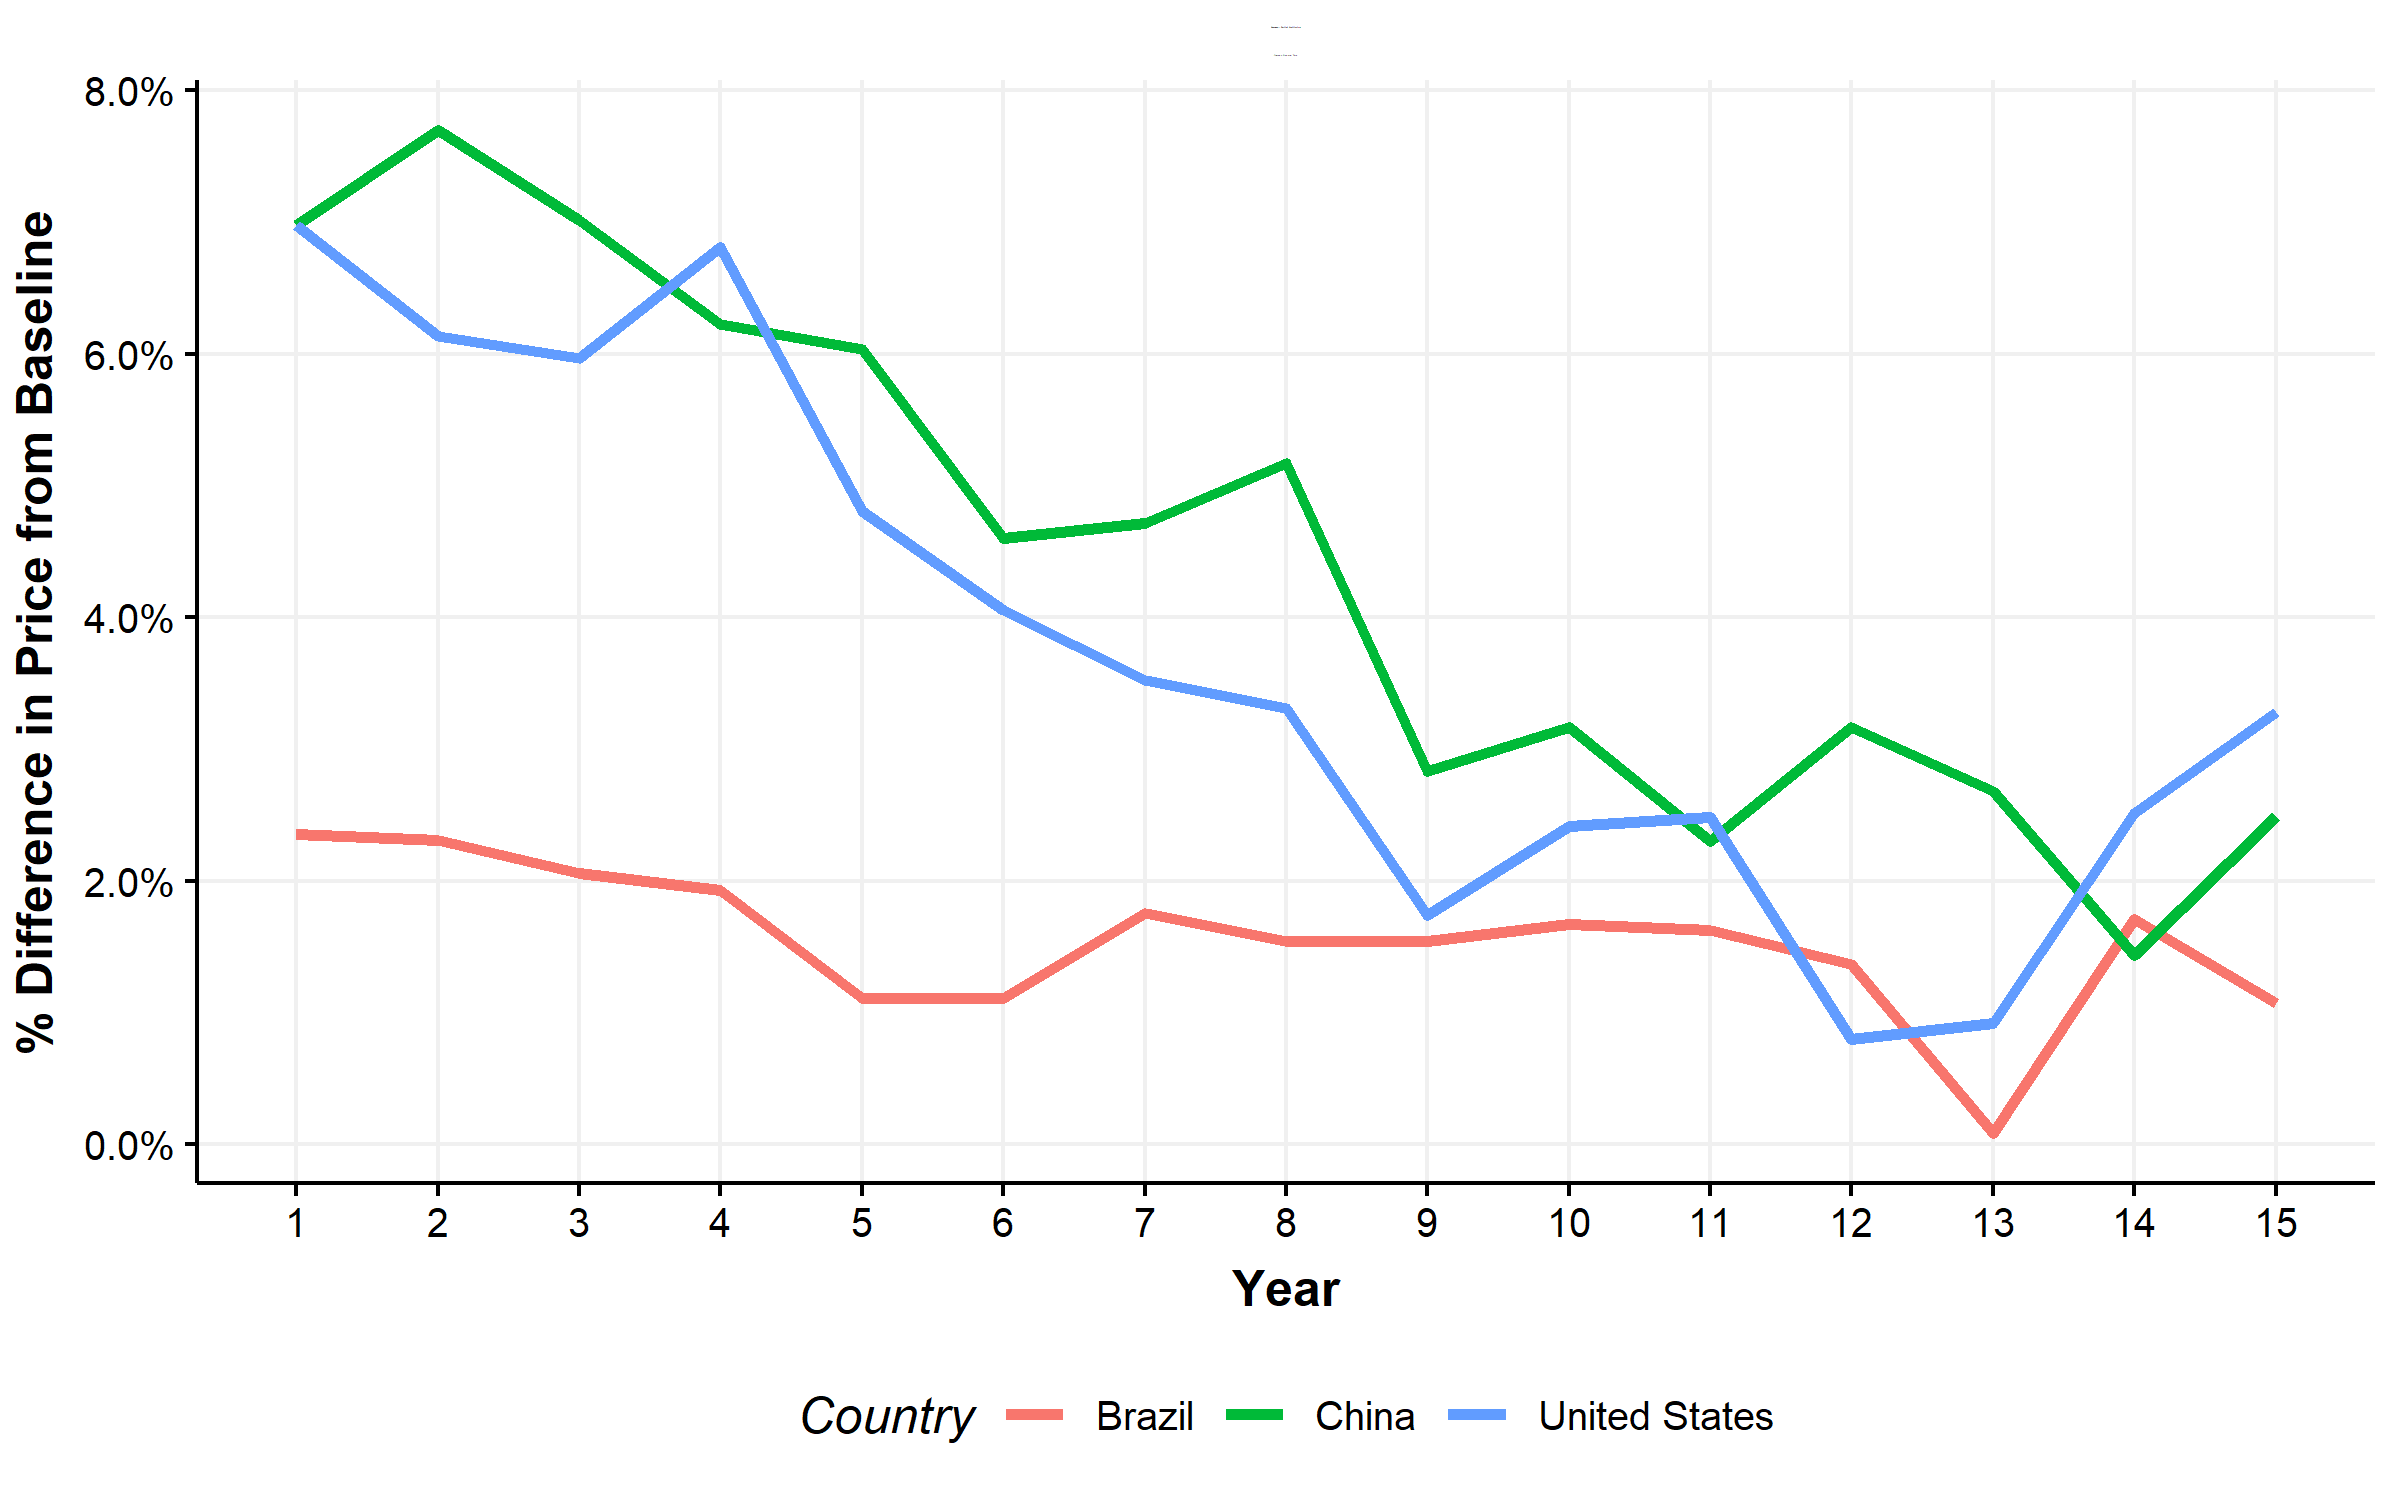 8.0%
6.0%
4.0%
2.0%
0.0%
% Difference in Price from Baseline
1 2 3 4 5 6 7 8 9 10 11 12 13 14 15
Year
Country Brazil China United States